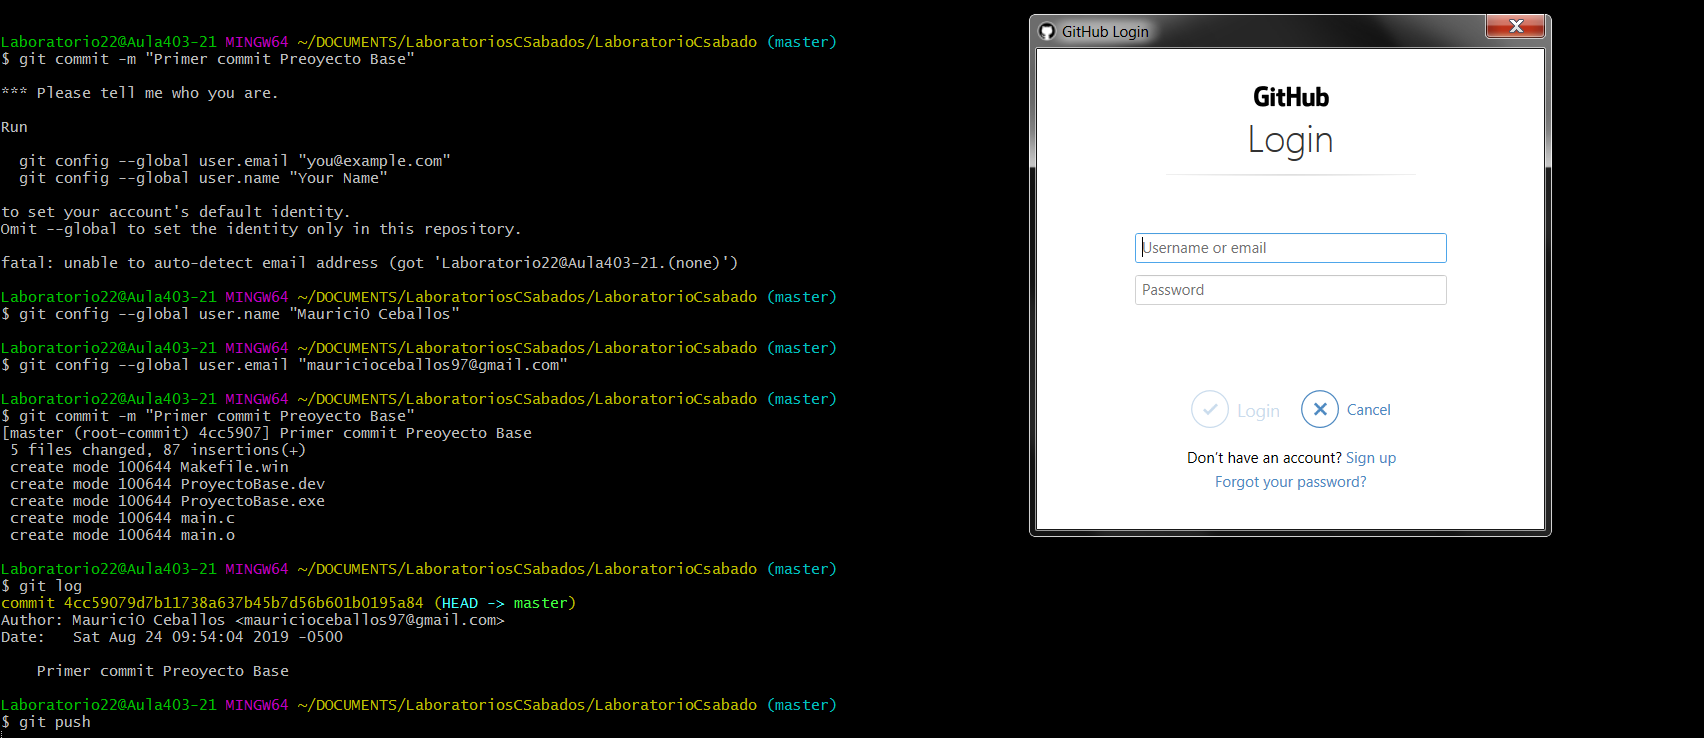 Laboratorio22@Aula403-21 MINGW64 ~/DOCUMENTS/LaboratoriosCSabados/LaboratorioCsabado (master)
$ git commit -m "Primer commit Preoyecto Base"
*** Please tell me who you are.
Run
git config --global user.email "you@example.com"
git config --global user.name "Your Name"
to set your account's default identity.
Omit --global to set the identity only in this repository.
fatal: unable to auto-detect email address (got 'Laboratorio22@Aula403-21.(none)')
Laboratorio22@Aula403-21 MINGW64 ~/DOCUMENTS/LaboratoriosCSabados/LaboratorioCsabado (master)
$ git config --global user.name "MauriciO Ceballos"
Laboratorio22@Aula403-21 MINGW64 ~/DOCUMENTS/LaboratoriosCSabados/LaboratorioCsabado (master)
$ git config --global user.email "mauricioceballos97@gmail.com"
Laboratorio22@Aula403-21 MINGW64 ~/DOCUMENTS/LaboratoriosCSabados/LaboratorioCsabado (master)
$ git commit -m "Primer commit Preoyecto Base"
[master (root-commit) 4cc5907] Primer commit Preoyecto Base
5 files changed, 87 insertions(+)
create mode 100644 Makefile.win
create mode 100644 ProyectoBase.dev
create mode 100644 ProyectoBase.exe
create mode 100644 main.c
create mode 100644 main.o
Laboratorio22@Aula403-21 MINGW64 ~/DOCUMENTS/LaboratoriosCSabados/LaboratorioCsabado (master)
$ git log
commit 4cc59079d7b11738a637b45b7d56b601b0195a84 (HEAD -> master)
Author: MauriciO Ceballos <mauricioceballos97@gmail.com>
Date:   Sat Aug 24 09:54:04 2019 -0500
Primer commit Preoyecto Base
Laboratorio22@Aula403-21 MINGW64 ~/DOCUMENTS/LaboratoriosCSabados/LaboratorioCsabado (master)
$ git push
GitHub Login
GitHub
Login
Username or email
Password
Login Cancel
Don't have an account? Sign up
Forgot your password?